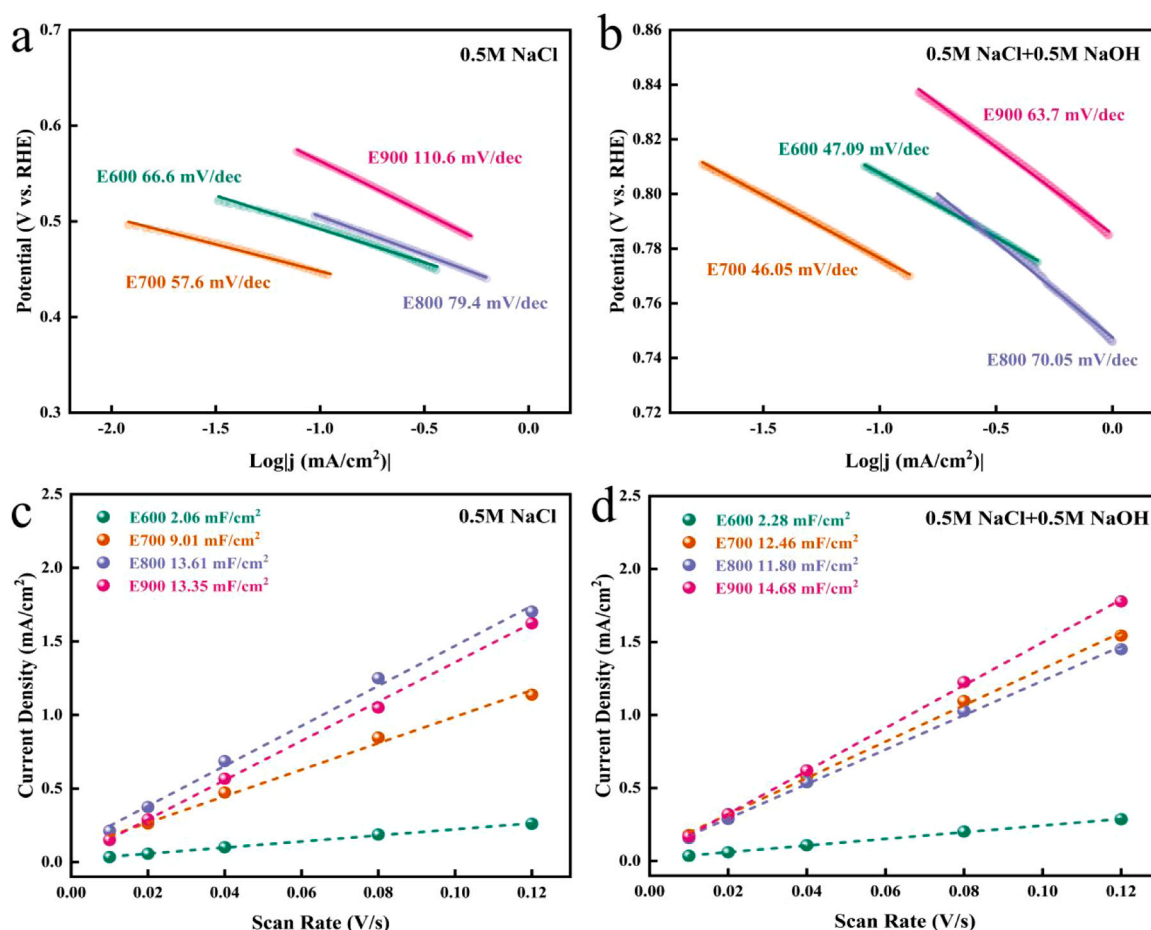 a
0.5M NaCl
0.7
0.6
0.5
0.4
0.3
Potential (V vs. RHE)
E900 110.6 mV/dec
E600 66.6 mV/dec
E700 57.6 mV/dec
E800 79.4 mV/dec
-2.0 -1.5 -1.0 -0.5 0.0
Log|j (mA/cm²)|
b
0.5M NaCl+0.5M NaOH
0.86
0.84
0.82
0.80
0.78
0.76
0.74
0.72
Potential (V vs. RHE)
E900 63.7 mV/dec
E600 47.09 mV/dec
E700 46.05 mV/dec
E800 70.05 mV/dec
-1.5 -1.0 -0.5 0.0
Log|j (mA/cm²)|
c
0.5M NaCl
2.5
2.0
1.5
1.0
0.5
0.0
Current Density (mA/cm²)
E600 2.06 mF/cm²
E700 9.01 mF/cm²
E800 13.61 mF/cm²
E900 13.35 mF/cm²
0.00 0.02 0.04 0.06 0.08 0.10 0.12
Scan Rate (V/s)
d
0.5M NaCl+0.5M NaOH
2.5
2.0
1.5
1.0
0.5
0.0
Current Density (mA/cm²)
E600 2.28 mF/cm²
E700 12.46 mF/cm²
E800 11.80 mF/cm²
E900 14.68 mF/cm²
0.00 0.02 0.04 0.06 0.08 0.10 0.12
Scan Rate (V/s)